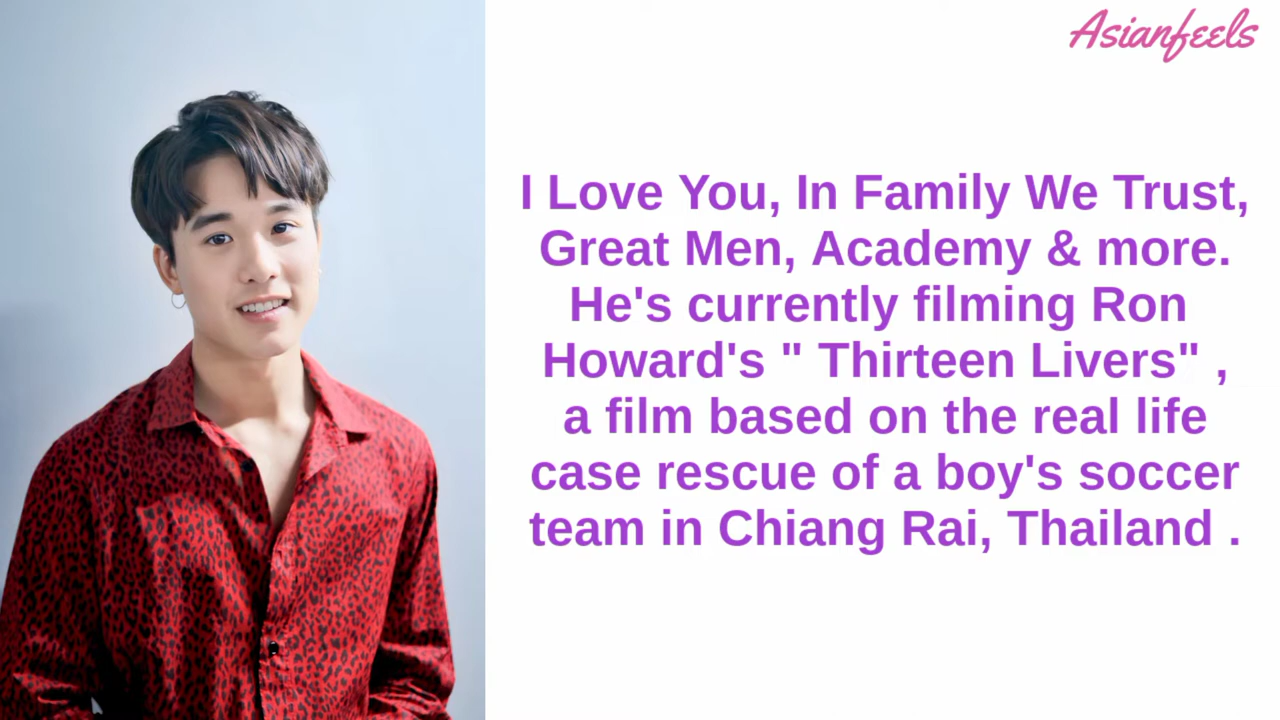 Asianfeels
I Love You, In Family We Trust,
Great Men, Academy & more.
He's currently filming Ron
Howard's " Thirteen Livers" ,
a film based on the real life
case rescue of a boy's soccer
team in Chiang Rai, Thailand .